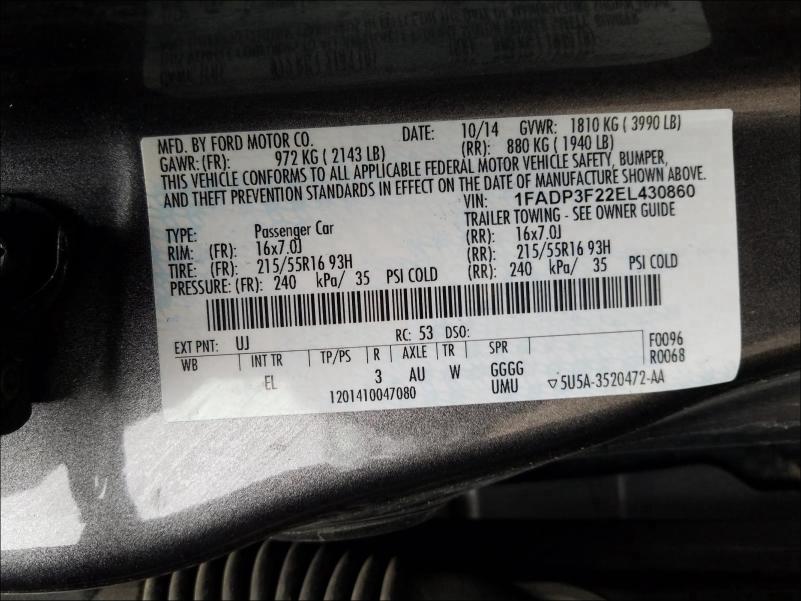 MFD. BY FORD MOTOR CO. DATE: 10/14 GVWR: 1810 KG ( 3990 LB)
GAWR: (FR): 972 KG ( 2143 LB) (RR): 880 KG ( 1940 LB)
THIS VEHICLE CONFORMS TO ALL APPLICABLE FEDERAL MOTOR VEHICLE SAFETY, BUMPER,
AND THEFT PREVENTION STANDARDS IN EFFECT ON THE DATE OF MANUFACTURE SHOWN ABOVE.
VIN: 1FADP3F22EL430860
TYPE: Passenger Car TRAILER TOWING - SEE OWNER GUIDE
RIM: (FR): 16x7.0J (RR): 16x7.0J
TIRE: (FR): 215/55R16 93H (RR): 215/55R16 93H
PRESSURE: (FR): 240 kPa/ 35 PSI COLD (RR): 240 kPa/ 35 PSI COLD
EXT PNT: UJ RC: 53 DSO: F0096
WB INT TR TP/PS R AXLE TR SPR R0068
EL 3 AU W GGGG
1201410047080 UMU ▽5U5A-3520472-AA